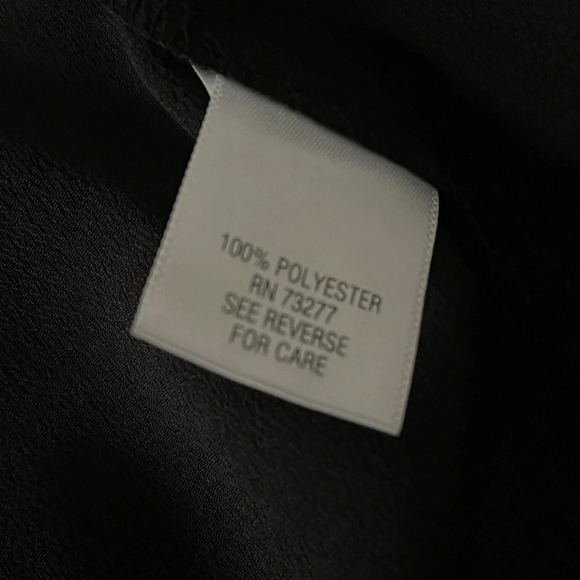 100% POLYESTER
RN 73277
SEE REVERSE
FOR CARE